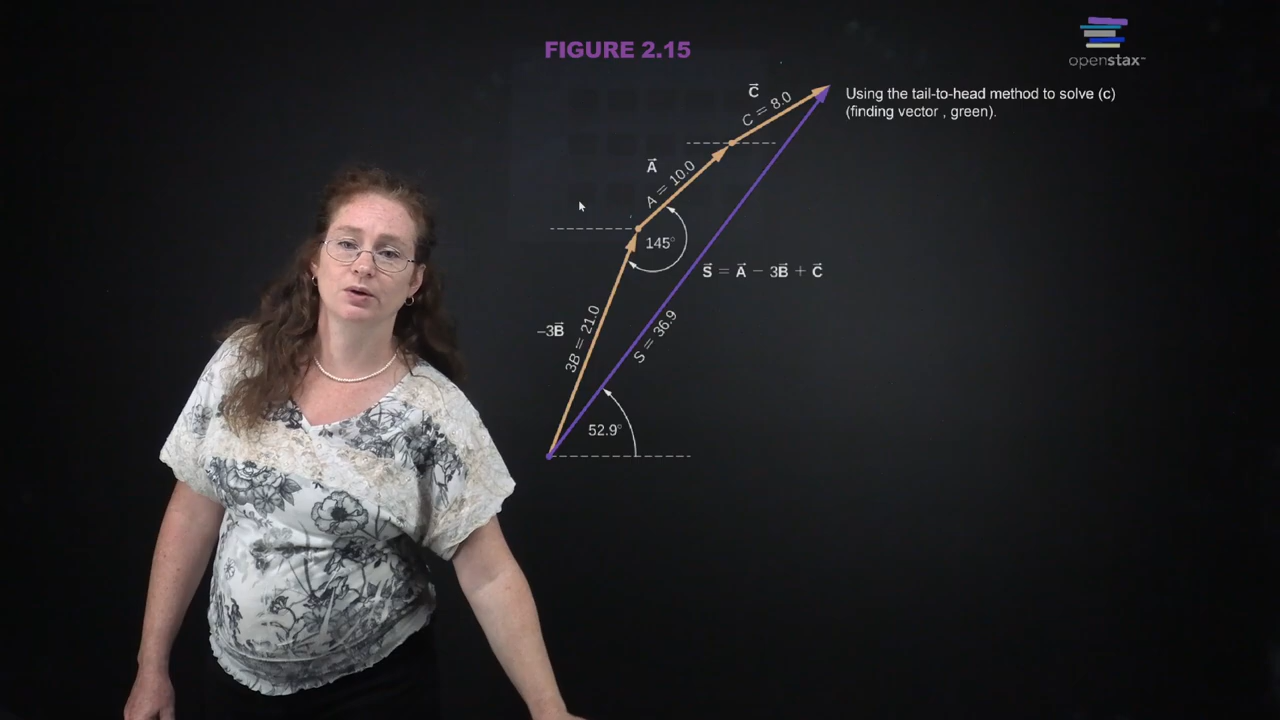 FIGURE 2.15
openstax™
C⃗
C = 8.0
Using the tail-to-head method to solve (c)
(finding vector , green).
A⃗
A = 10.0
145°
S⃗ = A⃗ − 3B⃗ + C⃗
−3B⃗
3B = 21.0
S = 36.9
52.9°